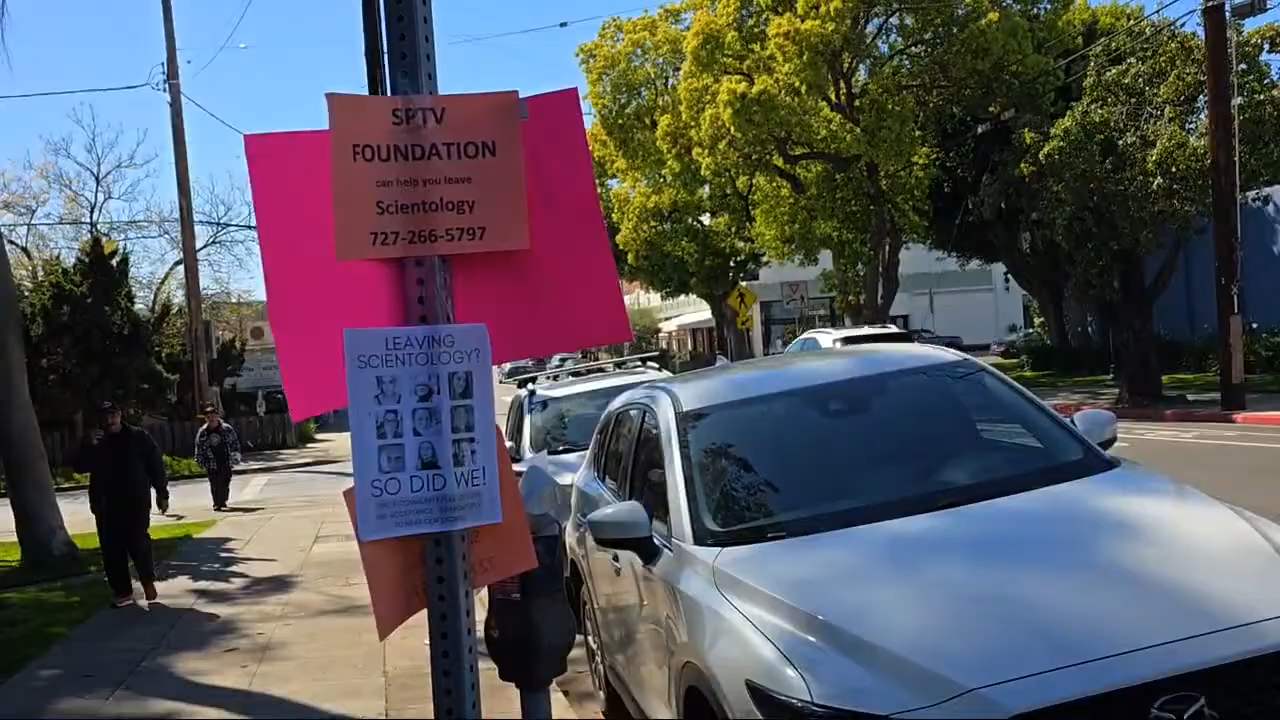 SPTV
FOUNDATION
can help you leave
Scientology
727-266-5797
LEAVING
SCIENTOLOGY?
SO DID WE!